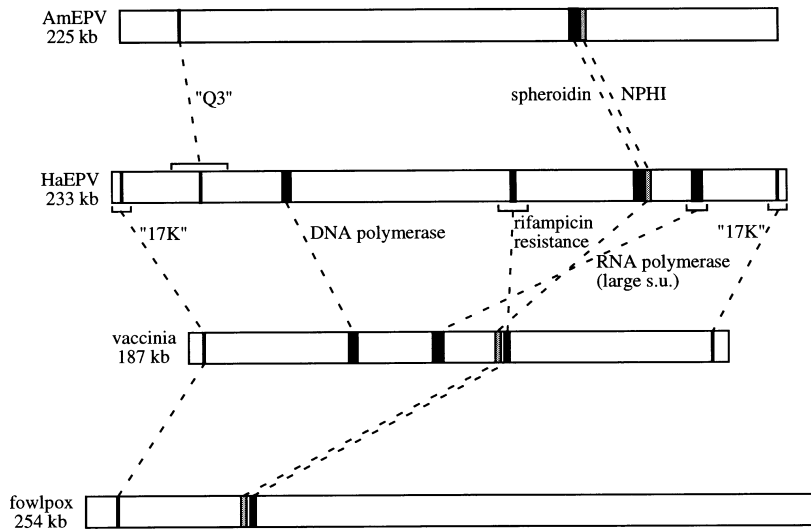 AmEPV
225 kb
"Q3"
spheroidin
NPHI
HaEPV
233 kb
"17K"
DNA polymerase
rifampicin
resistance
"17K"
RNA polymerase
(large s.u.)
vaccinia
187 kb
fowlpox
254 kb